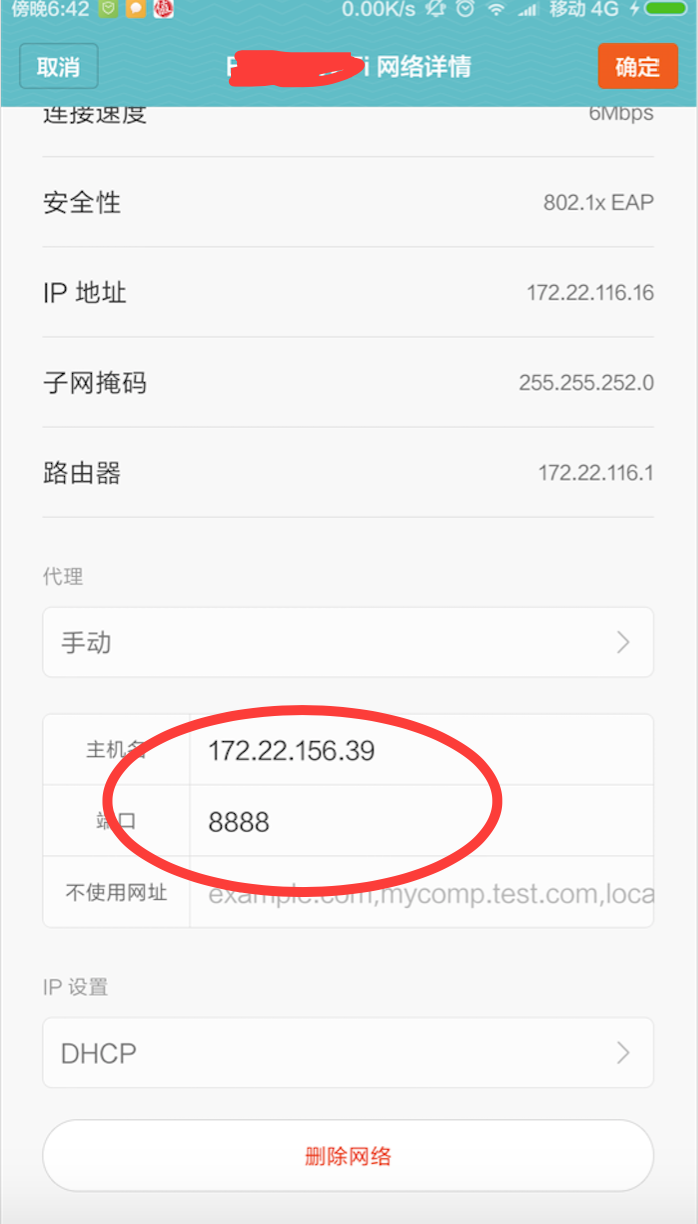 傍晚6:42 0.00K/s 移动 4G
取消 网络详情 确定
连接速度 6Mbps
安全性 802.1x EAP
IP 地址 172.22.116.16
子网掩码 255.255.252.0
路由器 172.22.116.1
代理
手动
主机名 172.22.156.39
端口 8888
不使用网址 example.com,mycomp.test.com,loca
IP 设置
DHCP
删除网络